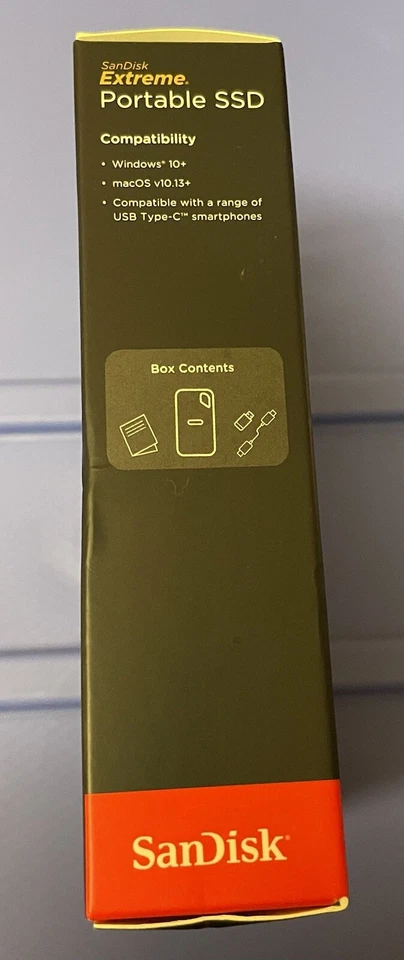 SanDisk
Extreme®
Portable SSD
Compatibility
• Windows® 10+
• macOS v10.13+
• Compatible with a range of
USB Type-C™ smartphones
Box Contents
SanDisk®